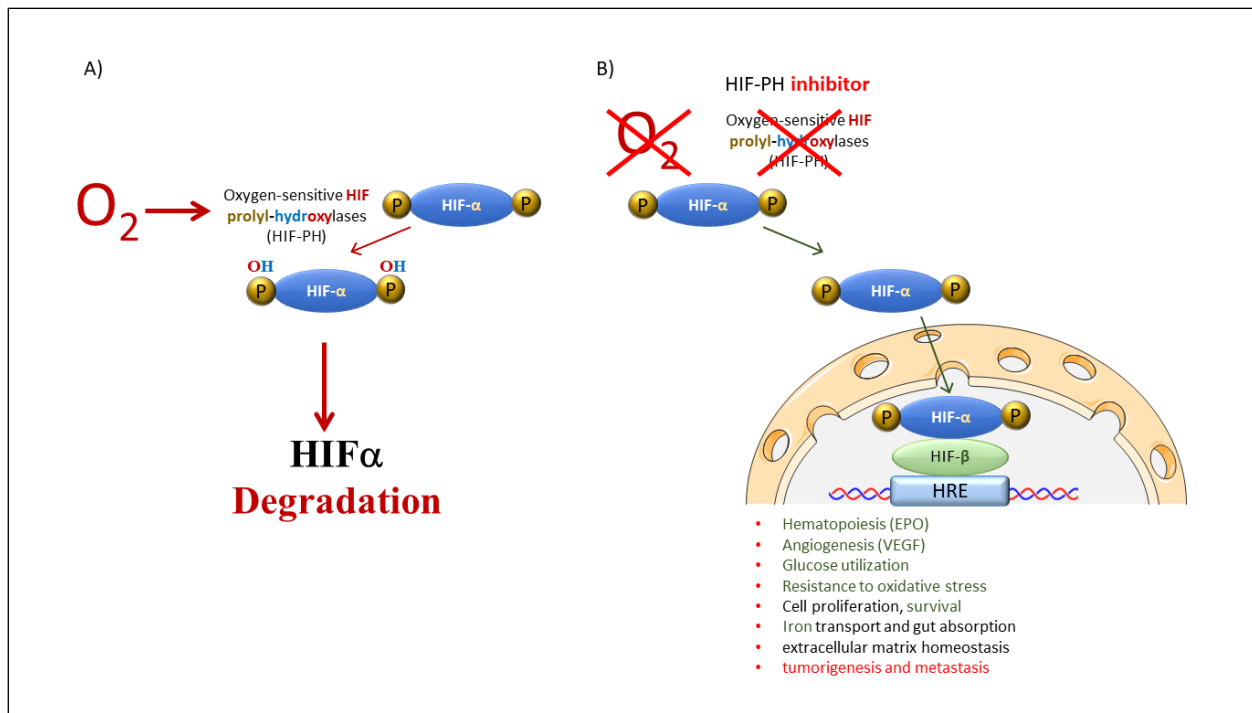 A)
O2
Oxygen-sensitive HIF
prolyl-hydroxylases
(HIF-PH)
P HIF-α P
OH OH
P HIF-α P
HIFα
Degradation
B)
HIF-PH inhibitor
O2
Oxygen-sensitive HIF
prolyl-hydroxylases
(HIF-PH)
P HIF-α P
P HIF-α P
P HIF-α P
HIF-β
HRE
• Hematopoiesis (EPO)
• Angiogenesis (VEGF)
• Glucose utilization
• Resistance to oxidative stress
• Cell proliferation, survival
• Iron transport and gut absorption
• extracellular matrix homeostasis
• tumorigenesis and metastasis